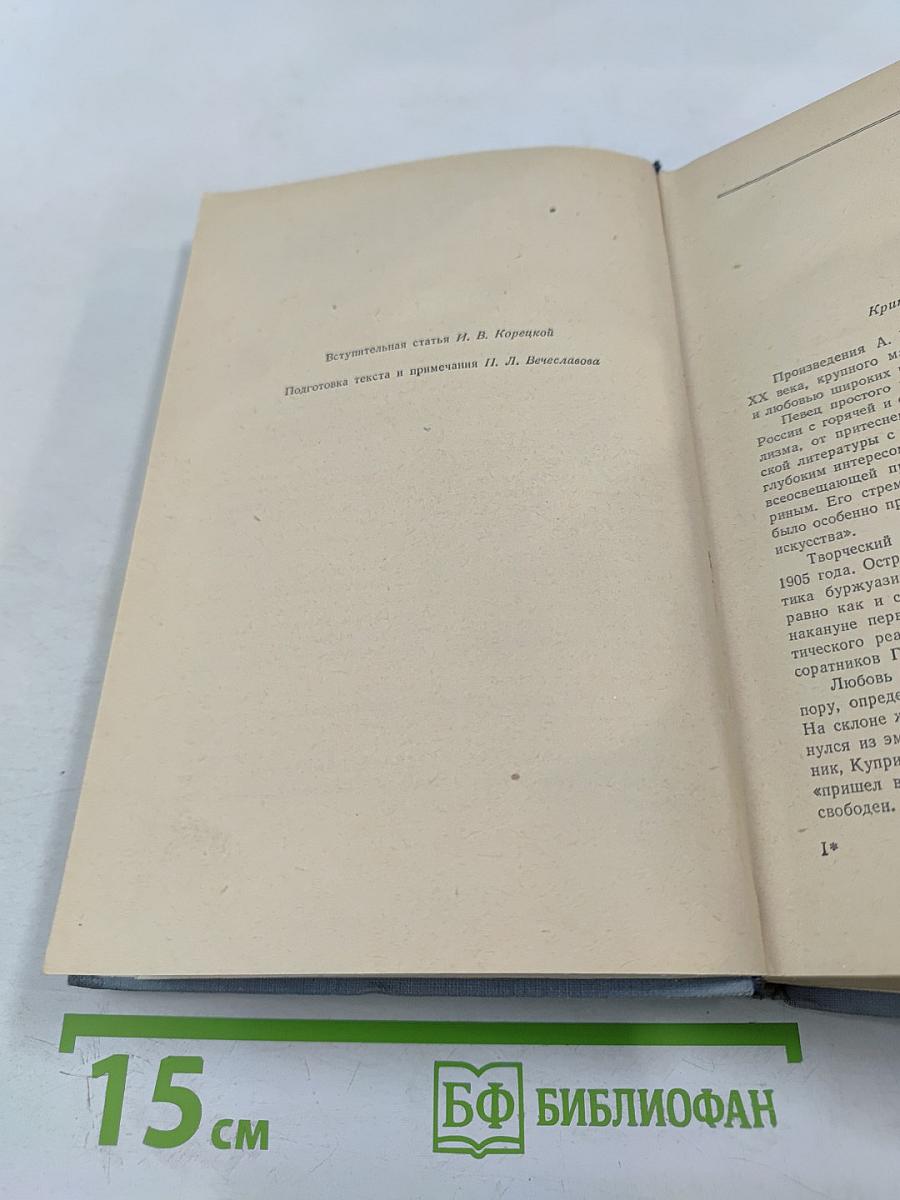 Вступительная статья И. В. Корецкой
Подготовка текста и примечания П. Л. Вечеславова
Произведения А.
XX века, крупного
и любовью широких
Певец простого
России с горячей и
лизма, от притесне
ской литературы с
глубоким интересо
всеосвещающей
риным. Его стрем
было особенно
искусства».
Творческий
1905 года. Остр
тика буржуази
равно как и с
накануне перв
тического реа
соратников Г
Любовь
пору, опреде
На склоне ж
нулся из эм
ник, Купри
«пришел в
свободен.
I*
15 см
БФ БИБЛИОФАН